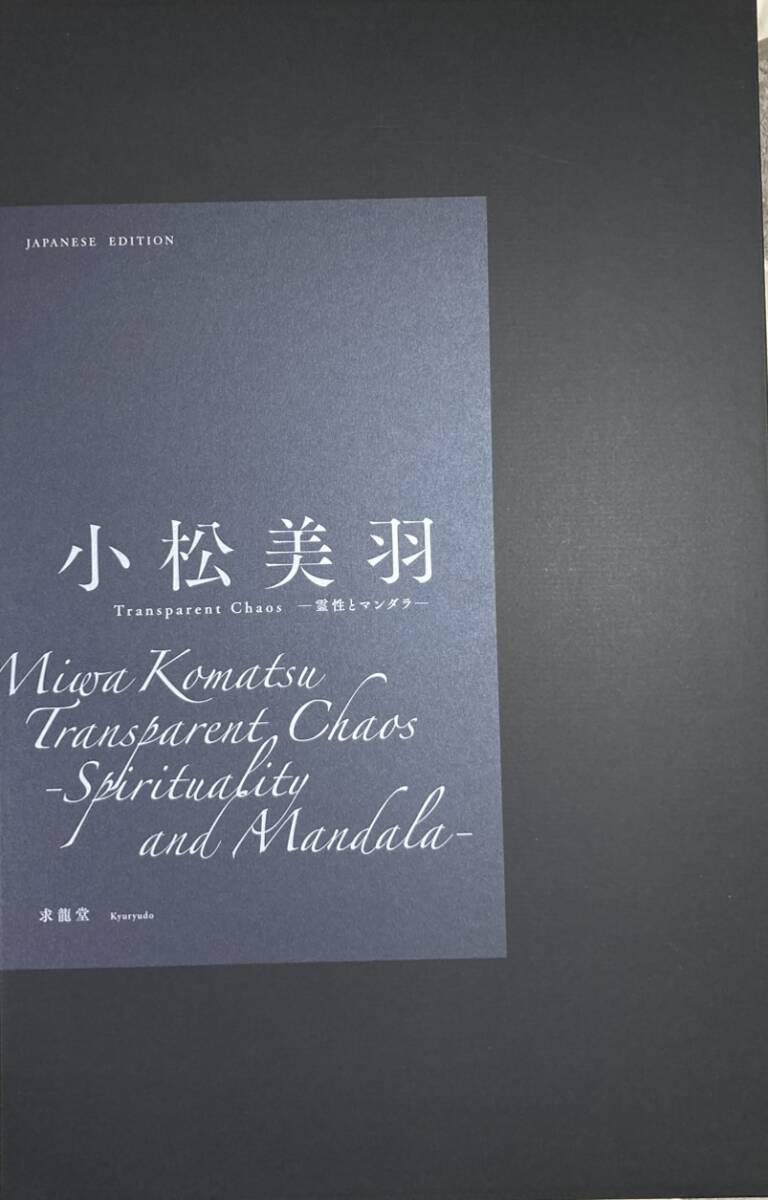 JAPANESE EDITION
小松美羽
Transparent Chaos —霊性とマンダラ—
Miwa Komatsu
Transparent Chaos
-Spirituality
and Mandala-
求龍堂 Kyuryudo